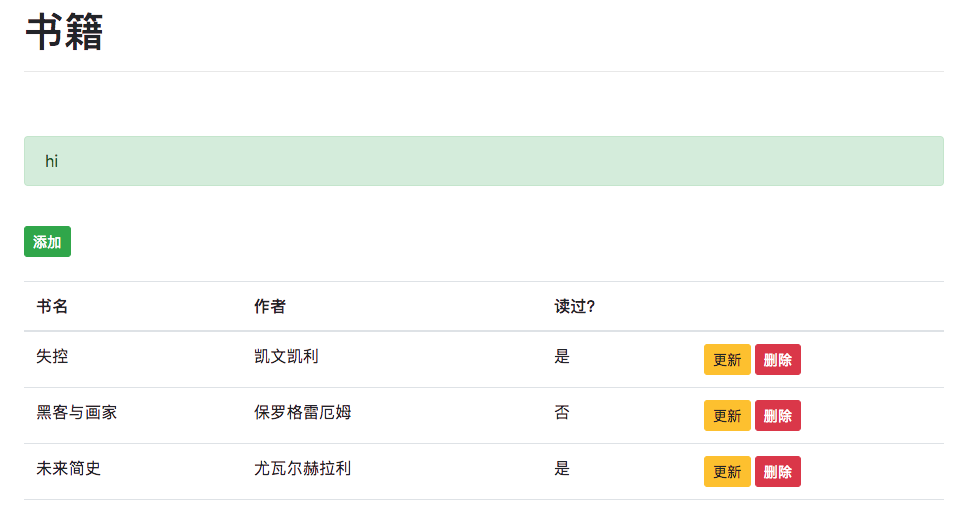 书籍
hi
添加
书名 作者 读过?
失控 凯文凯利 是 更新 删除
黑客与画家 保罗格雷厄姆 否 更新 删除
未来简史 尤瓦尔赫拉利 是 更新 删除